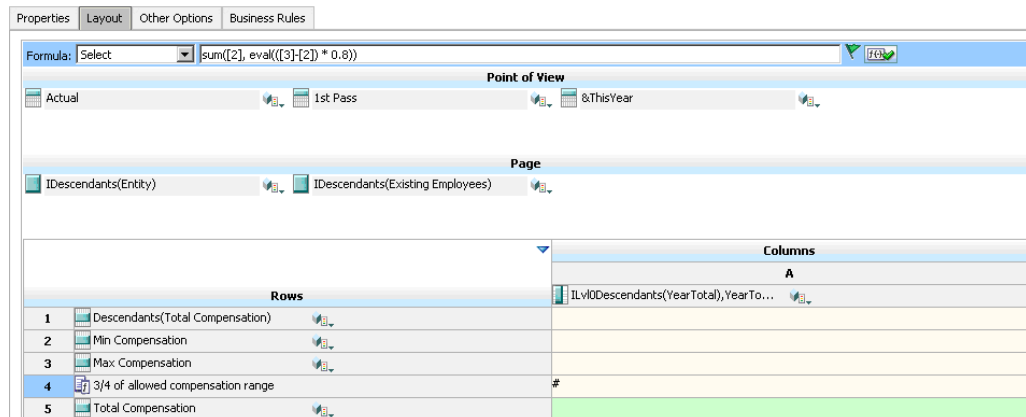 Properties Layout Other Options Business Rules
Formula: Select sum([2], eval(([3]-[2]) * 0.8))
Point of View
Actual 1st Pass &ThisYear
Page
IDescendants(Entity) IDescendants(Existing Employees)
Columns
A
Rows ILvl0Descendants(YearTotal),YearTo...
1 Descendants(Total Compensation)
2 Min Compensation
3 Max Compensation
4 3/4 of allowed compensation range #
5 Total Compensation